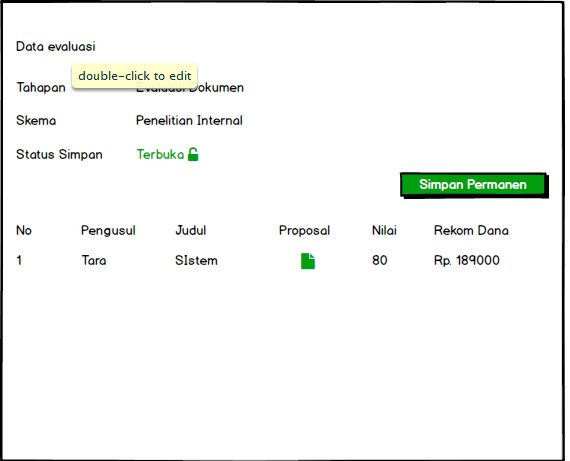 Data evaluasi
double-click to edit
Tahapan Evaluasi Dokumen
Skema Penelitian Internal
Status Simpan Terbuka
Simpan Permanen
No Pengusul Judul Proposal Nilai Rekom Dana
1 Tara SIstem 80 Rp. 189000